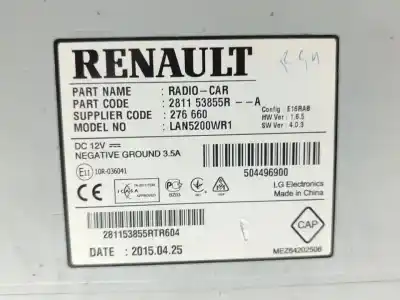 RENAULT
PART NAME : RADIO-CAR
PART CODE : 2811 53855R --A
SUPPLIER CODE : 276 660
MODEL NO : LAN5200WR1
Config : E16RAB
HW Ver : 1.6.5
SW Ver : 4.0.3
DC 12V
NEGATIVE GROUND 3.5A
E11 10R-036041
504496900
LG Electronics
Made in China
281153855RTR604
DATE : 2015.04.25
CAP
MEZ64202506